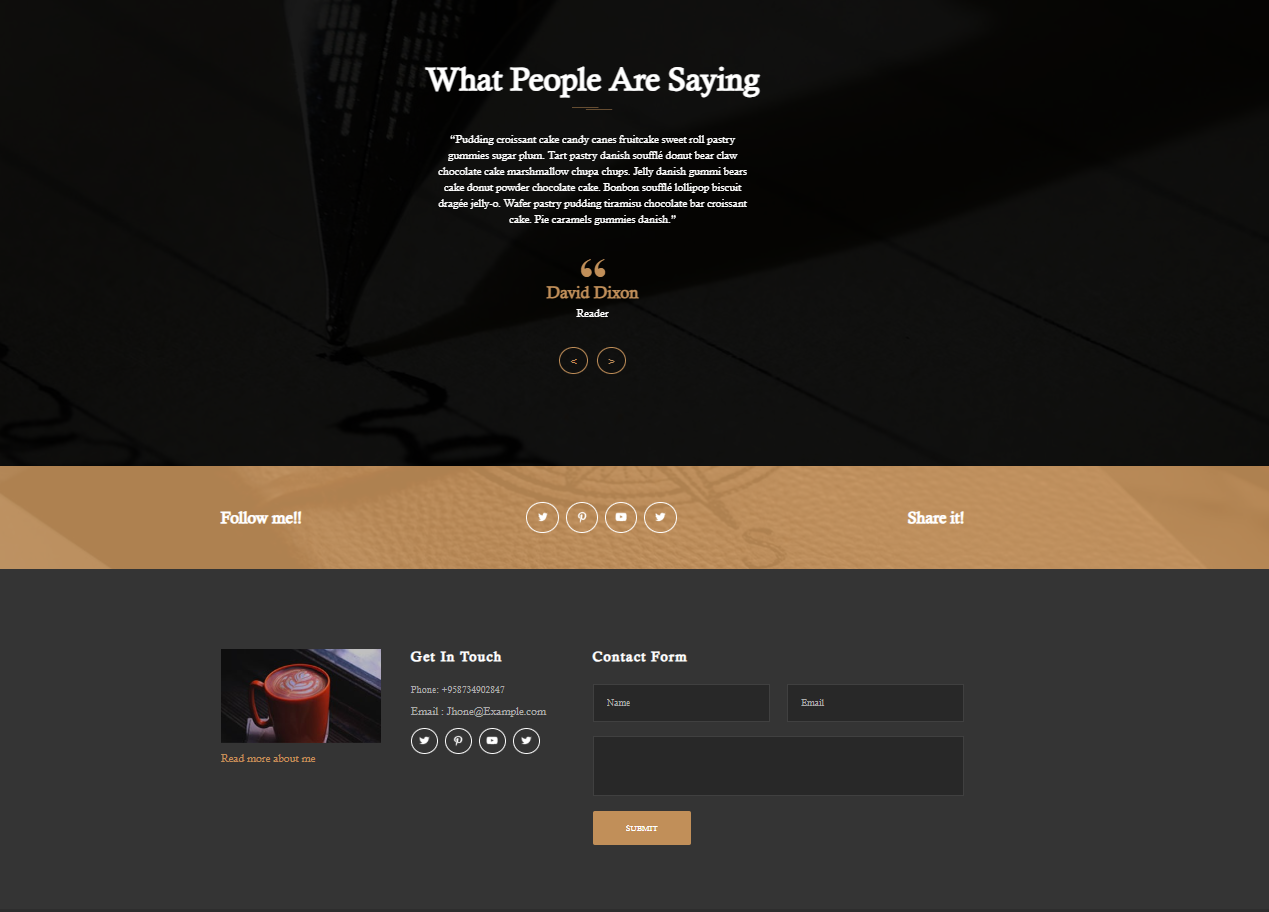 What People Are Saying
“Pudding croissant cake candy canes fruitcake sweet roll pastry
gummies sugar plum. Tart pastry danish soufflé donut bear claw
chocolate cake marshmallow chupa chups. Jelly danish gummi bears
cake donut powder chocolate cake. Bonbon soufflé lollipop biscuit
dragée jelly-o. Wafer pastry pudding tiramisu chocolate bar croissant
cake. Pie caramels gummies danish.”
“
David Dixon
Reader
< >
Follow me!!
Share it!
S
Read more about me
Get In Touch
Phone: +958734902847
Email : Jhone@Example.com
Contact Form
Name
Email
SUBMIT